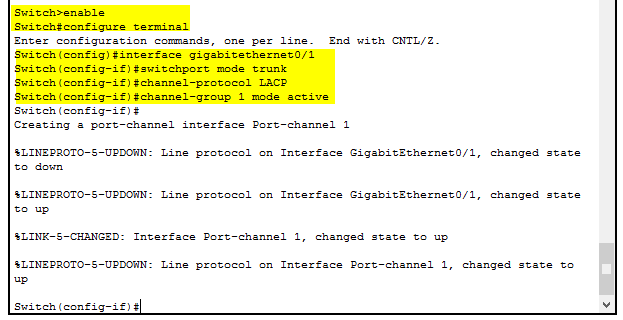 Switch>enable
Switch#configure terminal
Enter configuration commands, one per line.  End with CNTL/Z.
Switch(config)#interface gigabitethernet0/1
Switch(config-if)#switchport mode trunk
Switch(config-if)#channel-protocol LACP
Switch(config-if)#channel-group 1 mode active
Switch(config-if)#
Creating a port-channel interface Port-channel 1
%LINEPROTO-5-UPDOWN: Line protocol on Interface GigabitEthernet0/1, changed state
to down
%LINEPROTO-5-UPDOWN: Line protocol on Interface GigabitEthernet0/1, changed state
to up
%LINK-5-CHANGED: Interface Port-channel 1, changed state to up
%LINEPROTO-5-UPDOWN: Line protocol on Interface Port-channel 1, changed state to
up
Switch(config-if)#